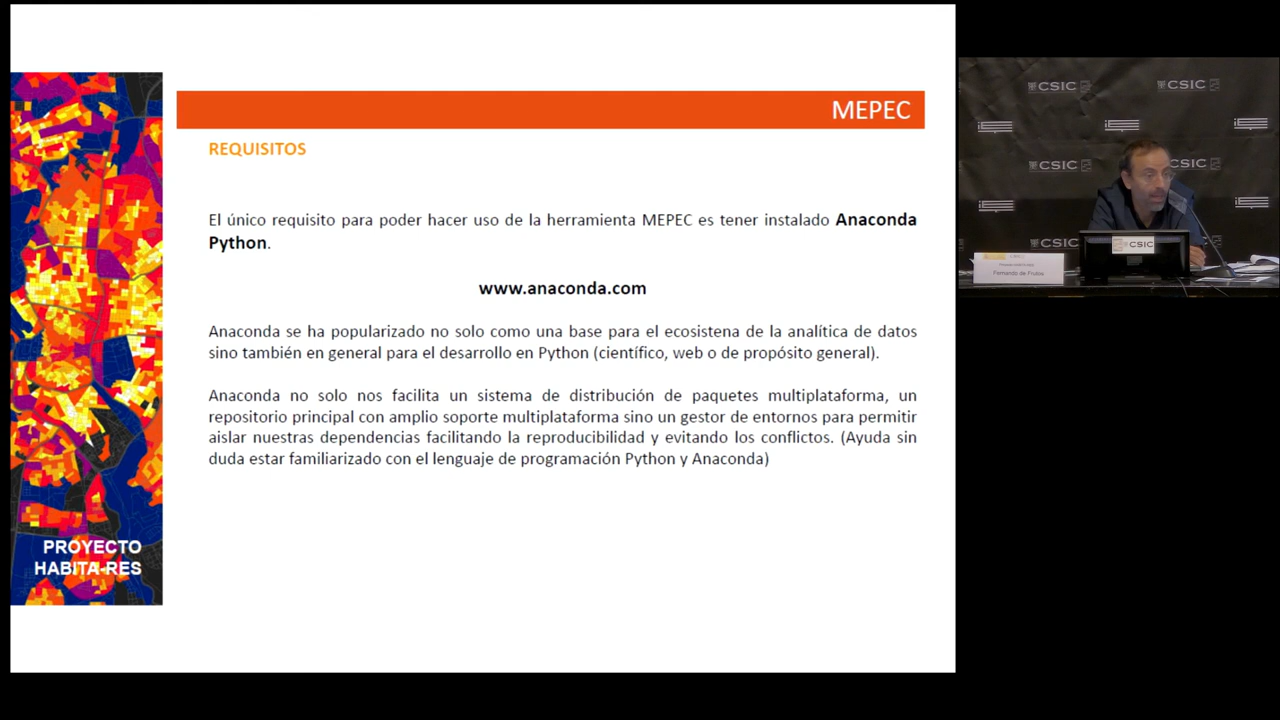 MEPEC
REQUISITOS
El único requisito para poder hacer uso de la herramienta MEPEC es tener instalado Anaconda
Python.
www.anaconda.com
Anaconda se ha popularizado no solo como una base para el ecosistena de la analítica de datos
sino también en general para el desarrollo en Python (científico, web o de propósito general).
Anaconda no solo nos facilita un sistema de distribución de paquetes multiplataforma, un
repositorio principal con amplio soporte multiplataforma sino un gestor de entornos para permitir
aislar nuestras dependencias facilitando la reproducibilidad y evitando los conflictos. (Ayuda sin
duda estar familiarizado con el lenguaje de programación Python y Anaconda)
PROYECTO
HABITA-RES
CSIC
CSIC
CSIC
CSIC
CSIC
CSIC
Fernando de Frutos